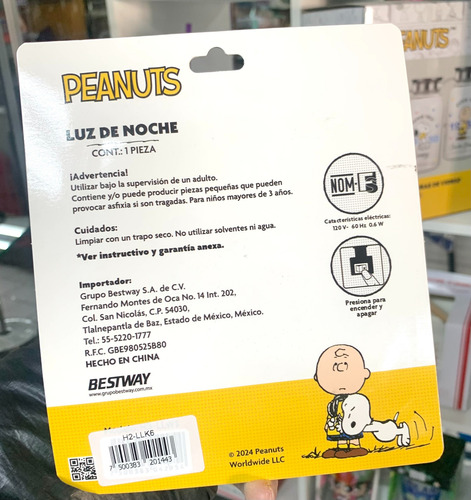 PEANUTS
LUZ DE NOCHE
CONT.: 1 PIEZA
¡Advertencia!
Utilizar bajo la supervisión de un adulto.
Contiene y/o puede producir piezas pequeñas que pueden
provocar asfixia si son tragadas. Para niños mayores de 3 años.
Cuidados:
Limpiar con un trapo seco. No utilizar solventes ni agua.
*Ver instructivo y garantía anexa.
Importador:
Grupo Bestway S.A. de C.V.
Fernando Montes de Oca No. 14 Int. 202,
Col. San Nicolás, C.P. 54030,
Tlalnepantla de Baz, Estado de México, México.
Tel.: 55-5220-1777
R.F.C. GBE980525B80
HECHO EN CHINA
BESTWAY
www.grupobestway.com.mx
NOM-E
Características eléctricas:
120 V- 60 Hz 0.6 W
Presiona para
encender y
apagar
H2-LLK6
7 500383 201443
© 2024 Peanuts
Worldwide LLC
PEANUTS